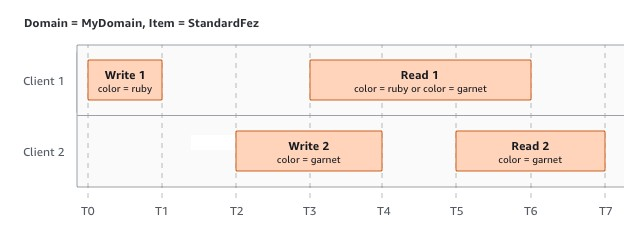 Domain = MyDomain, Item = StandardFez
Client 1
Write 1
color = ruby
Read 1
color = ruby or color = garnet
Client 2
Write 2
color = garnet
Read 2
color = garnet
T0 T1 T2 T3 T4 T5 T6 T7